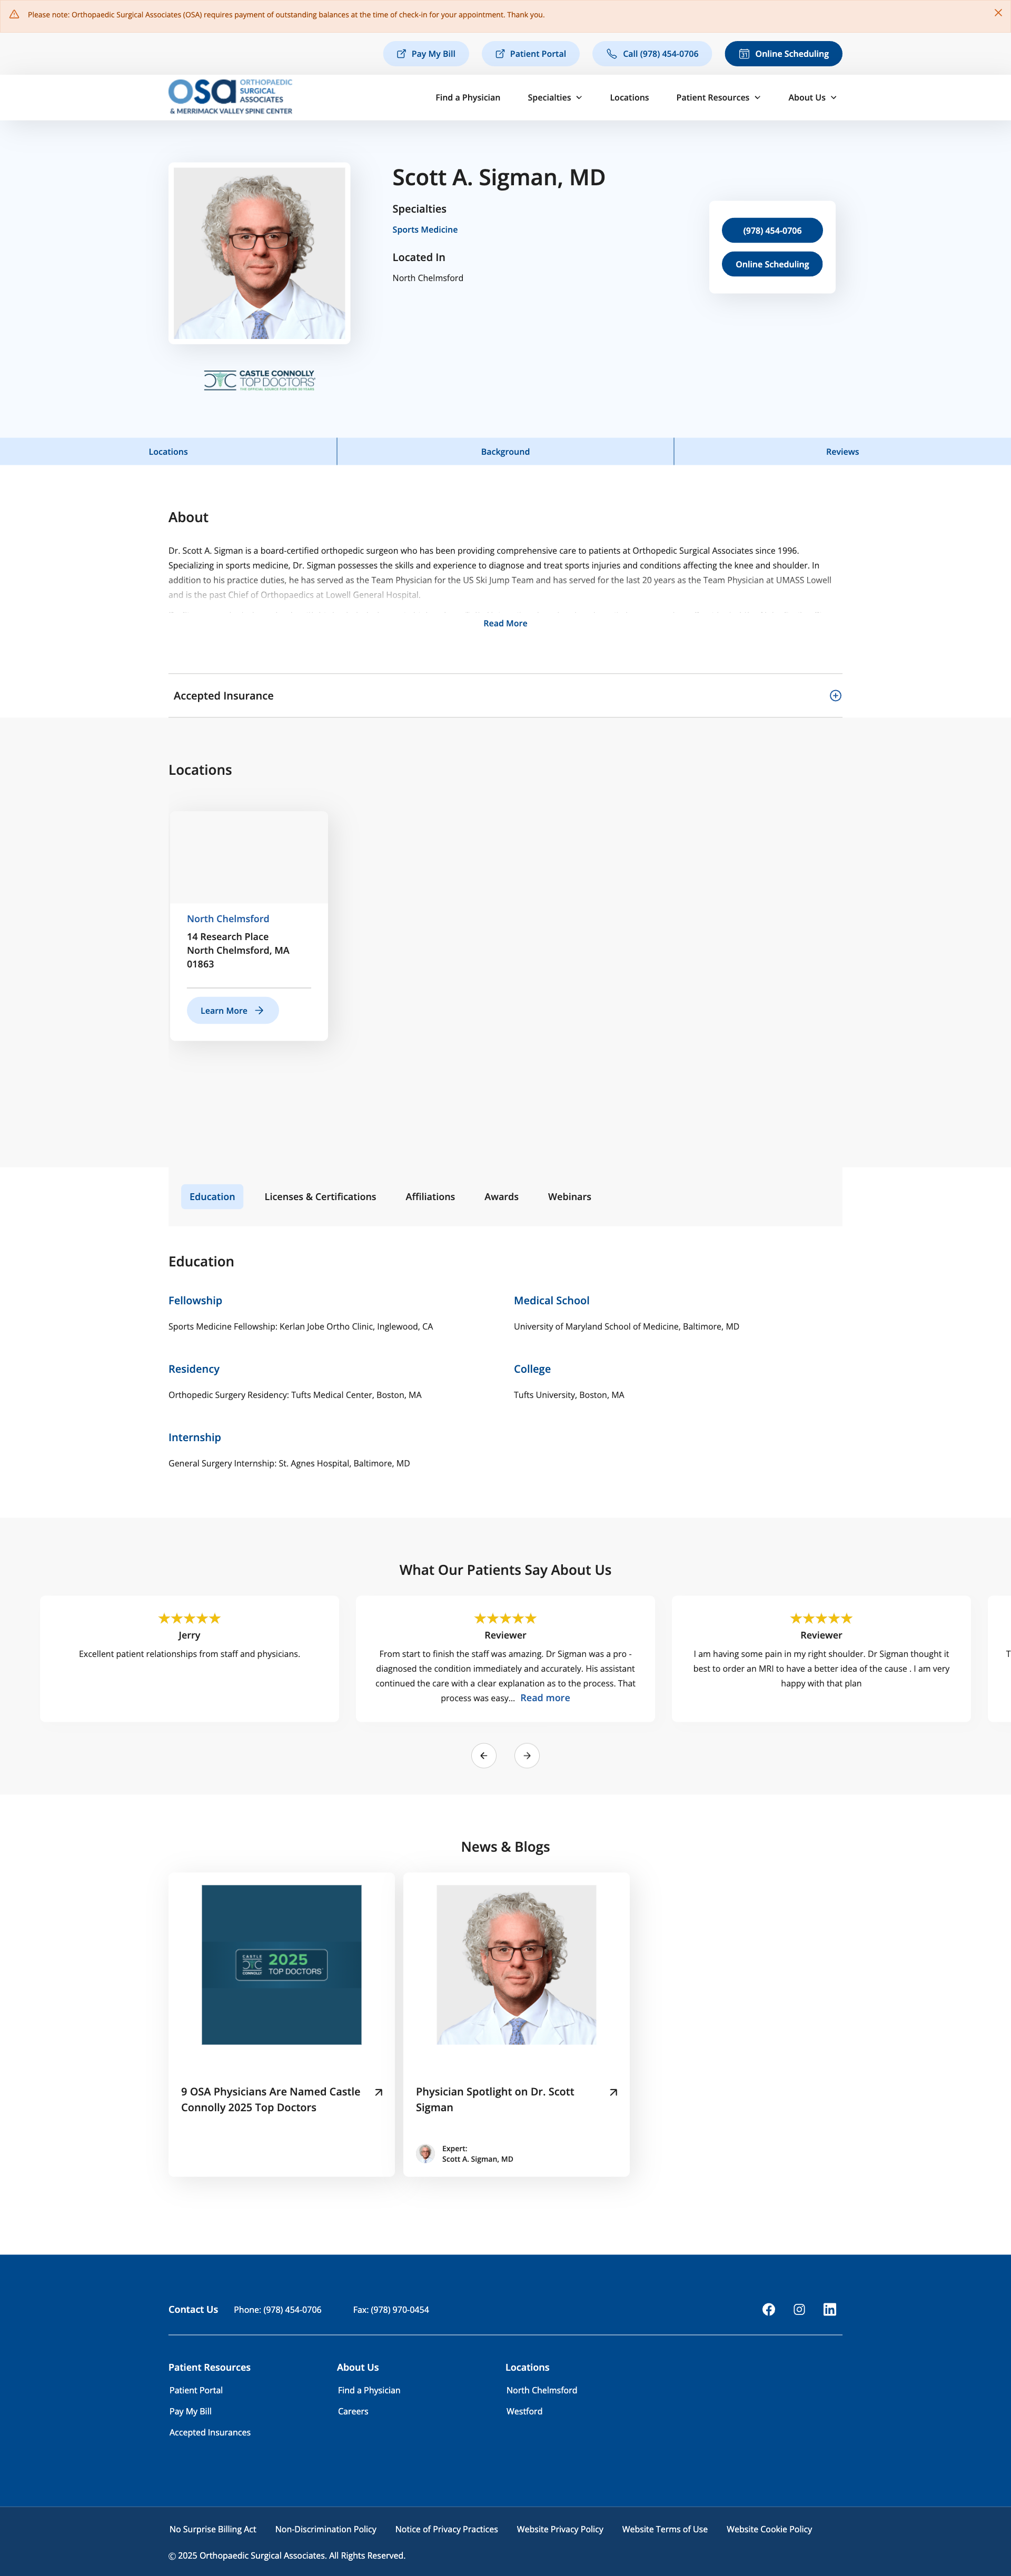 Please note: Orthopaedic Surgical Associates (OSA) requires payment of outstanding balances at the time of check-in for your appointment. Thank you.
Pay My Bill
Patient Portal
Call (978) 454-0706
Online Scheduling
OSA ORTHOPAEDIC
SURGICAL
ASSOCIATES
& MERRIMACK VALLEY SPINE CENTER
Find a Physician
Specialties
Locations
Patient Resources
About Us
Scott A. Sigman, MD
Specialties
Sports Medicine
Located In
North Chelmsford
(978) 454-0706
Online Scheduling
CASTLE CONNOLLY
TOP DOCTORS
Locations
Background
Reviews
About
Dr. Scott A. Sigman is a board-certified orthopedic surgeon who has been providing comprehensive care to patients at Orthopedic Surgical Associates since 1996.
Specializing in sports medicine, Dr. Sigman possesses the skills and experience to diagnose and treat sports injuries and conditions affecting the knee and shoulder. In
addition to his practice duties, he has served as the Team Physician for the US Ski Jump Team and has served for the last 20 years as the Team Physician at UMASS Lowell
and is the past Chief of Orthopaedics at Lowell General Hospital.
Read More
Accepted Insurance
Locations
North Chelmsford
14 Research Place
North Chelmsford, MA
01863
Learn More
Education
Licenses & Certifications
Affiliations
Awards
Webinars
Education
Fellowship
Sports Medicine Fellowship: Kerlan Jobe Ortho Clinic, Inglewood, CA
Medical School
University of Maryland School of Medicine, Baltimore, MD
Residency
Orthopedic Surgery Residency: Tufts Medical Center, Boston, MA
College
Tufts University, Boston, MA
Internship
General Surgery Internship: St. Agnes Hospital, Baltimore, MD
What Our Patients Say About Us
Jerry
Excellent patient relationships from staff and physicians.
Reviewer
From start to finish the staff was amazing. Dr Sigman was a pro -
diagnosed the condition immediately and accurately. His assistant
continued the care with a clear explanation as to the process. That
process was easy... Read more
Reviewer
I am having some pain in my right shoulder. Dr Sigman thought it
best to order an MRI to have a better idea of the cause . I am very
happy with that plan
T
News & Blogs
CASTLE
CONNOLLY
2025
TOP DOCTORS
9 OSA Physicians Are Named Castle
Connolly 2025 Top Doctors
Physician Spotlight on Dr. Scott
Sigman
Expert:
Scott A. Sigman, MD
Contact Us
Phone: (978) 454-0706
Fax: (978) 970-0454
Patient Resources
Patient Portal
Pay My Bill
Accepted Insurances
About Us
Find a Physician
Careers
Locations
North Chelmsford
Westford
No Surprise Billing Act
Non-Discrimination Policy
Notice of Privacy Practices
Website Privacy Policy
Website Terms of Use
Website Cookie Policy
© 2025 Orthopaedic Surgical Associates. All Rights Reserved.